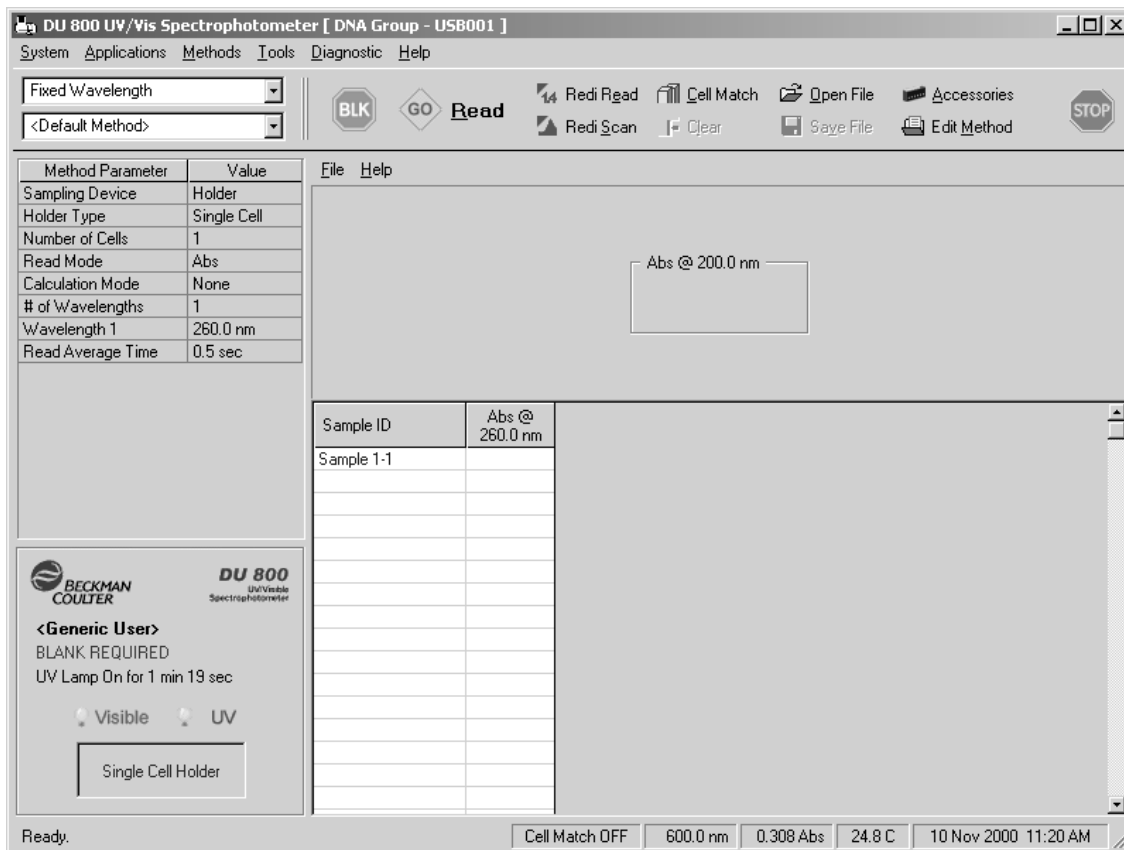 DU 800 UV/Vis Spectrophotometer [ DNA Group - USB001 ]
System Applications Methods Tools Diagnostic Help
Fixed Wavelength
<Default Method>
BLK
GO
Read
Redi Read
Redi Scan
Cell Match
Clear
Open File
Save File
Accessories
Edit Method
STOP
Method Parameter Value
Sampling Device Holder
Holder Type Single Cell
Number of Cells 1
Read Mode Abs
Calculation Mode None
# of Wavelengths 1
Wavelength 1 260.0 nm
Read Average Time 0.5 sec
File Help
Abs @ 200.0 nm
Sample ID
Abs @
260.0 nm
Sample 1-1
BECKMAN
COULTER
DU 800
UV/Visible
Spectrophotometer
<Generic User>
BLANK REQUIRED
UV Lamp On for 1 min 19 sec
Visible UV
Single Cell Holder
Ready. Cell Match OFF 600.0 nm 0.308 Abs 24.8 C 10 Nov 2000 11:20 AM